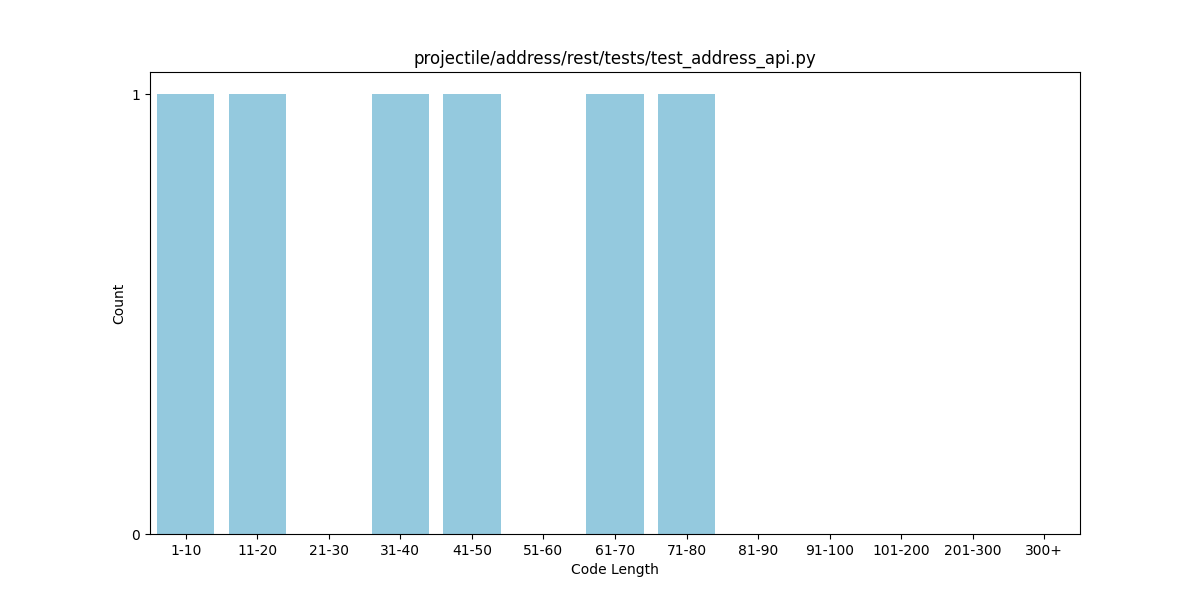 projectile/address/rest/tests/test_address_api.py
1
Count
0
1-10 11-20 21-30 31-40 41-50 51-60 61-70 71-80 81-90 91-100 101-200 201-300 300+
Code Length